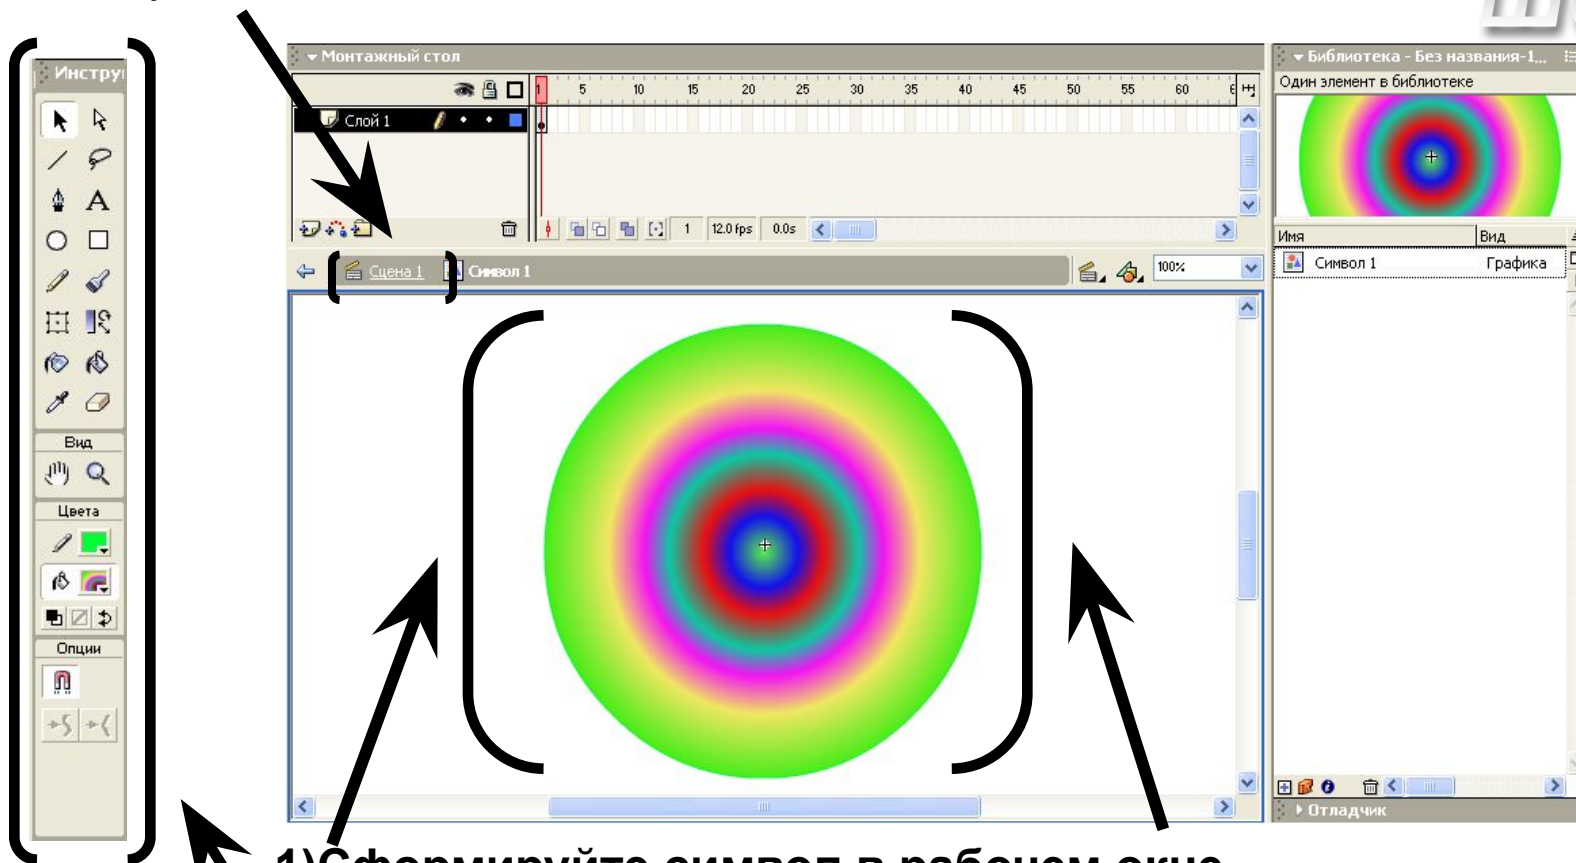 Инстру
Вид
Цвета
Опции
Монтажный стол
1 5 10 15 20 25 30 35 40 45 50 55 60
Слой 1
1 12.0 fps 0.0s
Сцена 1 Символ 1
100%
Библиотека - Без названия-1...
Один элемент в библиотеке
Имя Вид
Символ 1 Графика
Отладчик
1)Сформируйте символ в рабочем окне